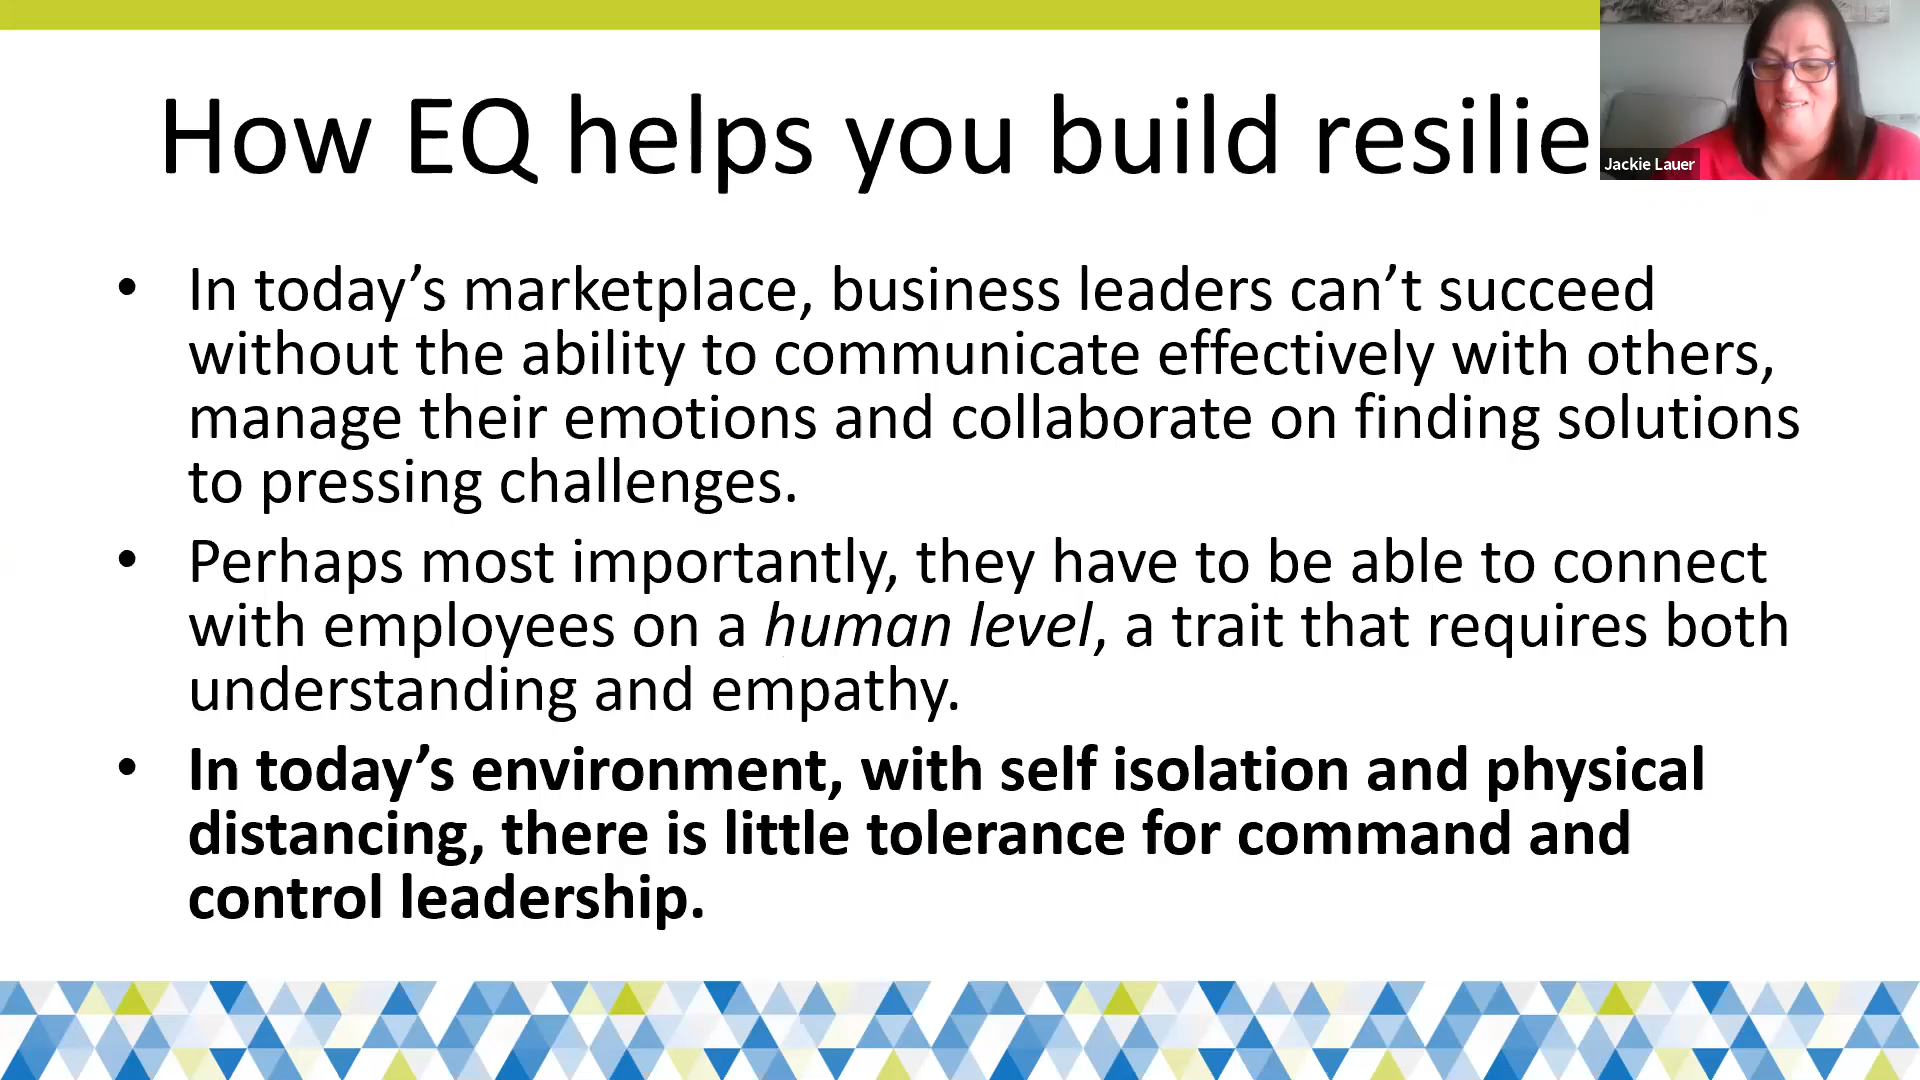 How EQ helps you build resilie
Jackie Lauer
• In today’s marketplace, business leaders can’t succeed
without the ability to communicate effectively with others,
manage their emotions and collaborate on finding solutions
to pressing challenges.
• Perhaps most importantly, they have to be able to connect
with employees on a human level, a trait that requires both
understanding and empathy.
• In today’s environment, with self isolation and physical
distancing, there is little tolerance for command and
control leadership.